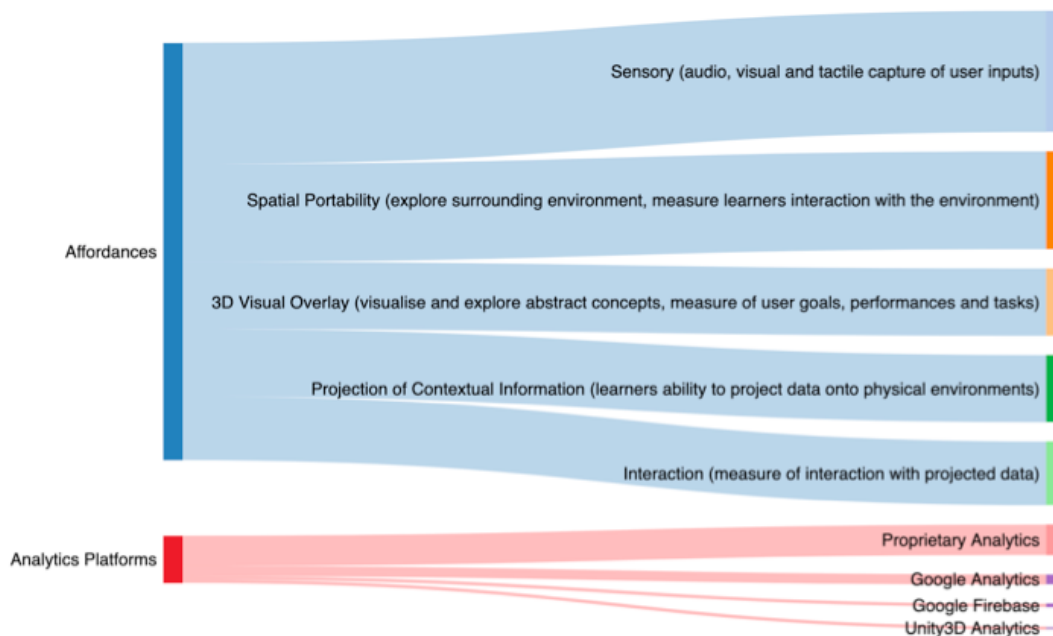 Sensory (audio, visual and tactile capture of user inputs)
Spatial Portability (explore surrounding environment, measure learners interaction with the environment)
Affordances
3D Visual Overlay (visualise and explore abstract concepts, measure of user goals, performances and tasks)
Projection of Contextual Information (learners ability to project data onto physical environments)
Interaction (measure of interaction with projected data)
Proprietary Analytics
Analytics Platforms
Google Analytics
Google Firebase
Unity3D Analytics